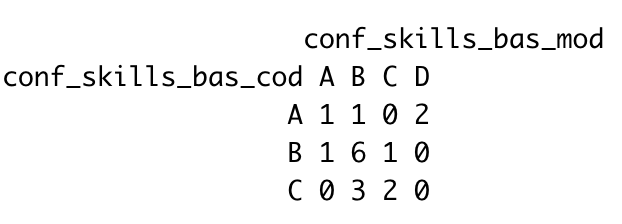 conf_skills_bas_mod
conf_skills_bas_cod A B C D
A 1 1 0 2
B 1 6 1 0
C 0 3 2 0